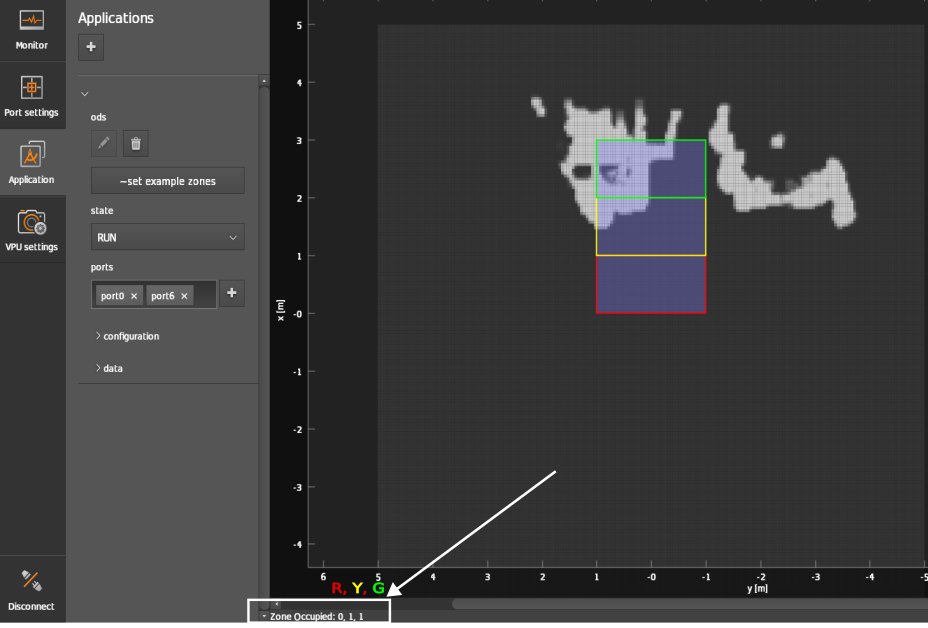 Monitor
Port settings
Application
VPU settings
Disconnect
Applications
+
ods
~set example zones
state
RUN
ports
port0 × port6 ×
+
configuration
data
x [m]
5
4
3
2
1
-0
-1
-2
-3
-4
6 5 4 3 2 1 -0 -1 -2 -3 -4 -5
y [m]
R, Y, G
Zone Occupied: 0, 1, 1